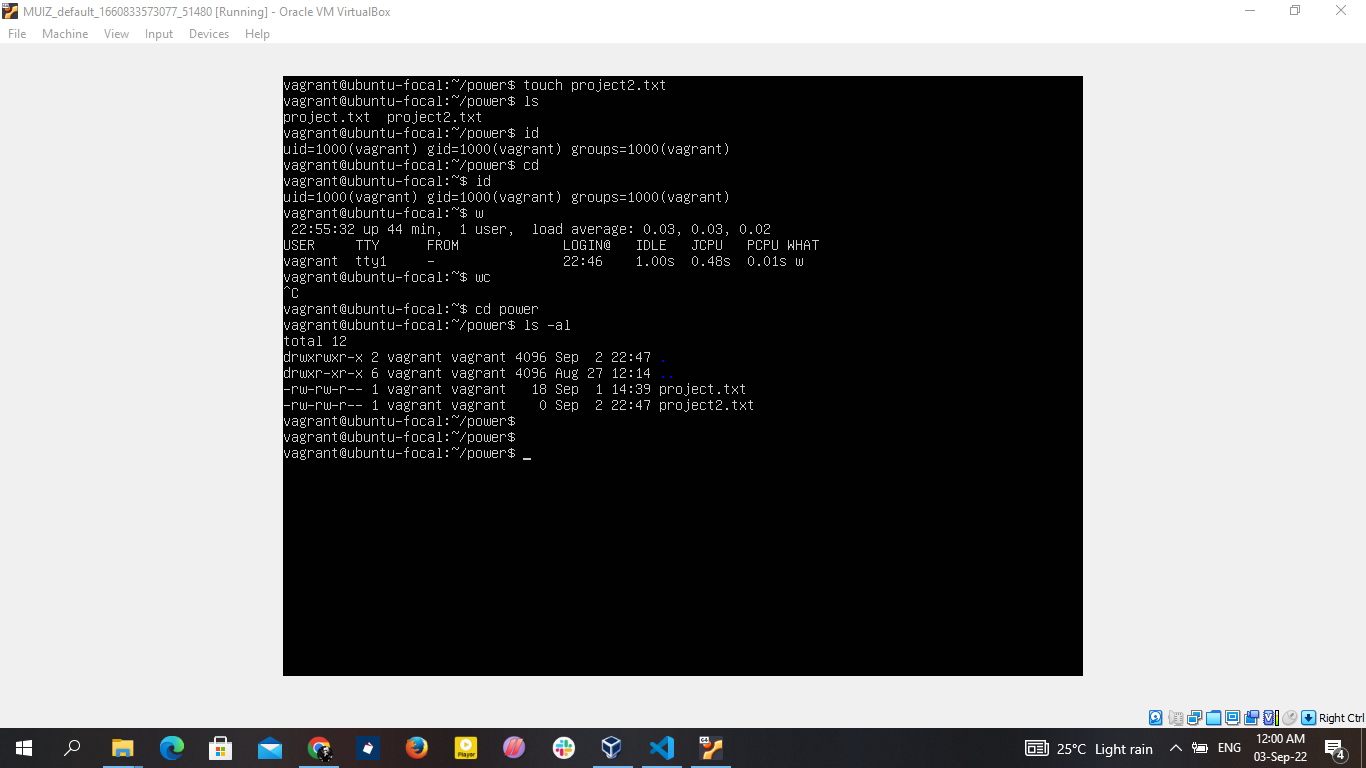 MUIZ_default_1660833573077_51480 [Running] - Oracle VM VirtualBox
File Machine View Input Devices Help
vagrant@ubuntu-focal:~/power$ touch project2.txt
vagrant@ubuntu-focal:~/power$ ls
project.txt  project2.txt
vagrant@ubuntu-focal:~/power$ id
uid=1000(vagrant) gid=1000(vagrant) groups=1000(vagrant)
vagrant@ubuntu-focal:~/power$ cd
vagrant@ubuntu-focal:~$ id
uid=1000(vagrant) gid=1000(vagrant) groups=1000(vagrant)
vagrant@ubuntu-focal:~$ w
 22:55:32 up 44 min,  1 user,  load average: 0.03, 0.03, 0.02
USER     TTY      FROM             LOGIN@   IDLE   JCPU   PCPU WHAT
vagrant  tty1     -                22:46    1.00s  0.48s  0.01s w
vagrant@ubuntu-focal:~$ wc
^C
vagrant@ubuntu-focal:~$ cd power
vagrant@ubuntu-focal:~/power$ ls -al
total 12
drwxrwxr-x 2 vagrant vagrant 4096 Sep  2 22:47 .
drwxr-xr-x 6 vagrant vagrant 4096 Aug 27 12:14 ..
-rw-rw-r-- 1 vagrant vagrant   18 Sep  1 14:39 project.txt
-rw-rw-r-- 1 vagrant vagrant    0 Sep  2 22:47 project2.txt
vagrant@ubuntu-focal:~/power$
vagrant@ubuntu-focal:~/power$
vagrant@ubuntu-focal:~/power$ _
Right Ctrl
Player
25°C Light rain
ENG
12:00 AM
03-Sep-22
4